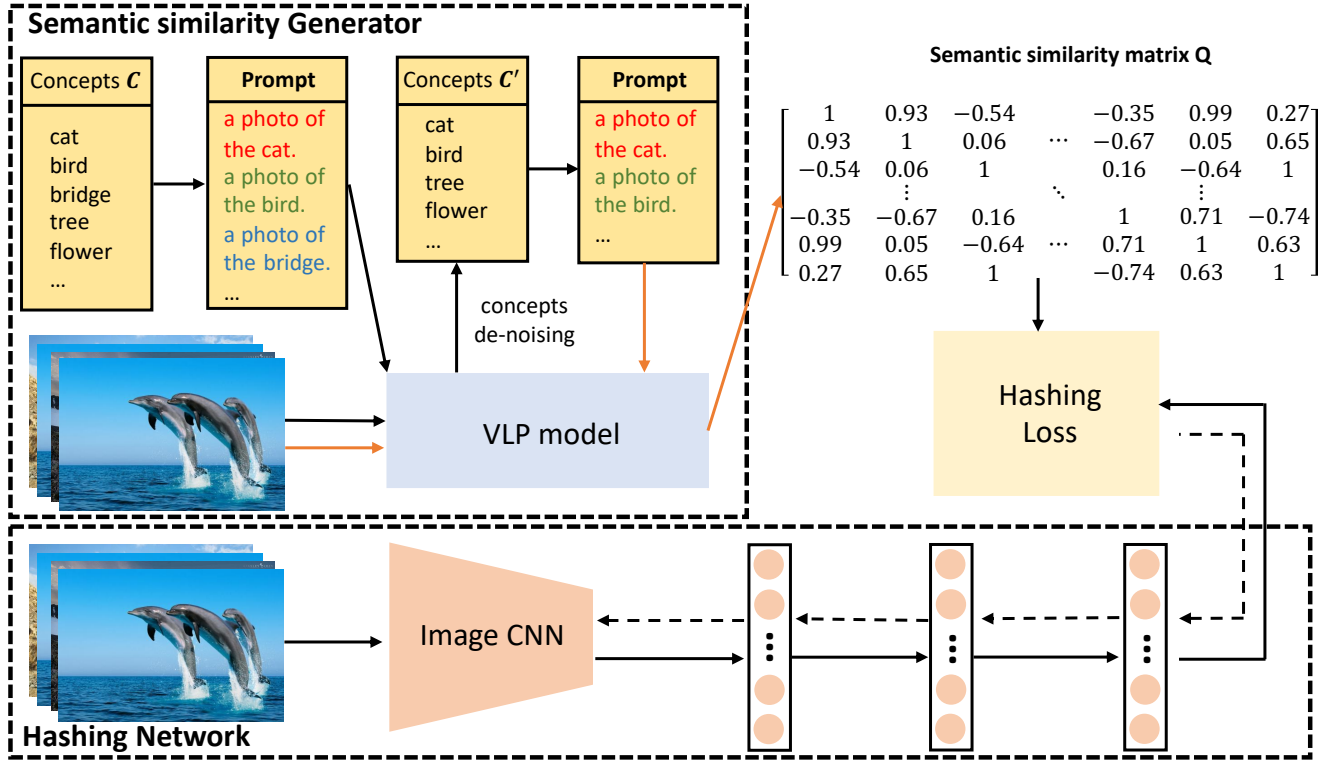 Semantic similarity Generator
Concepts C
cat
bird
bridge
tree
flower
...
Prompt
a photo of
the cat.
a photo of
the bird.
a photo of
the bridge.
...
Concepts C′
cat
bird
tree
flower
...
Prompt
a photo of
the cat.
a photo of
the bird.
...
concepts
de-noising
VLP model
Semantic similarity matrix Q
1 0.93 −0.54 −0.35 0.99 0.27
0.93 1 0.06 ⋯ −0.67 0.05 0.65
−0.54 0.06 1 0.16 −0.64 1
⋮ ⋱ ⋮
−0.35 −0.67 0.16 1 0.71 −0.74
0.99 0.05 −0.64 ⋯ 0.71 1 0.63
0.27 0.65 1 −0.74 0.63 1
Hashing
Loss
Image CNN
Hashing Network